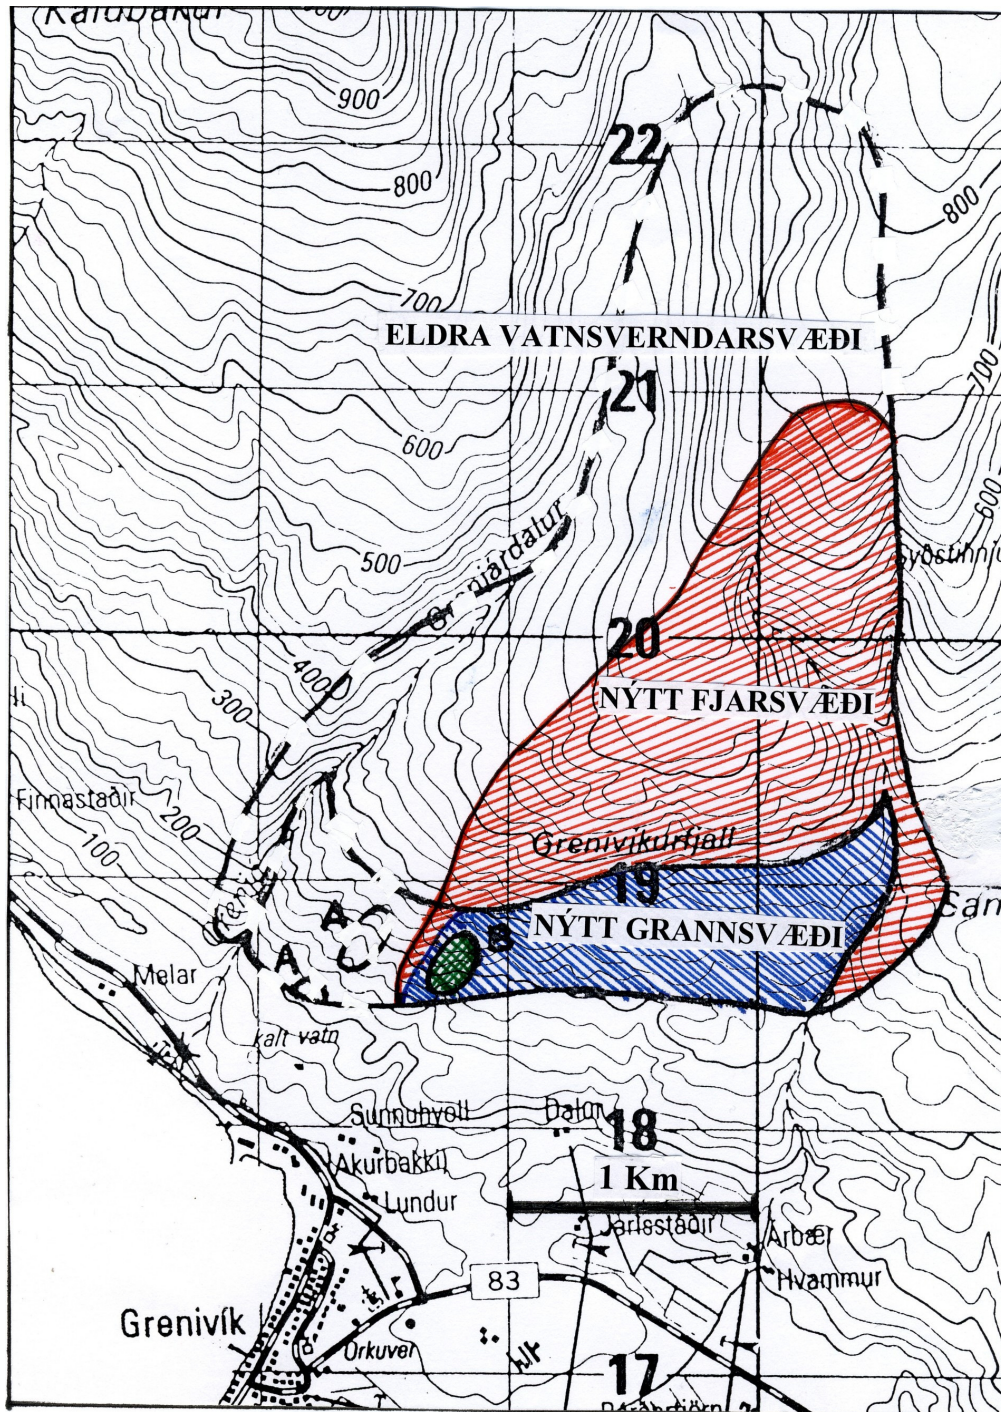 Kaldbakur
900
22
800
800
700
ELDRA VATNSVERNDARSVÆÐI
21
700
600
600
500
Grenjárdalur
20
400
NÝTT FJARSVÆÐI
300
Finnastaðir
200
100
Grenivíkurfjall
19
A
B
NÝTT GRANNSVÆÐI
A
Melar
kalt vatn
Sunnuhvoll
Dalur
18
Akurbakki
1 Km
Lundur
Jarlsstaðir
Árbær
Hvammur
83
Grenivík
Orkuver
17